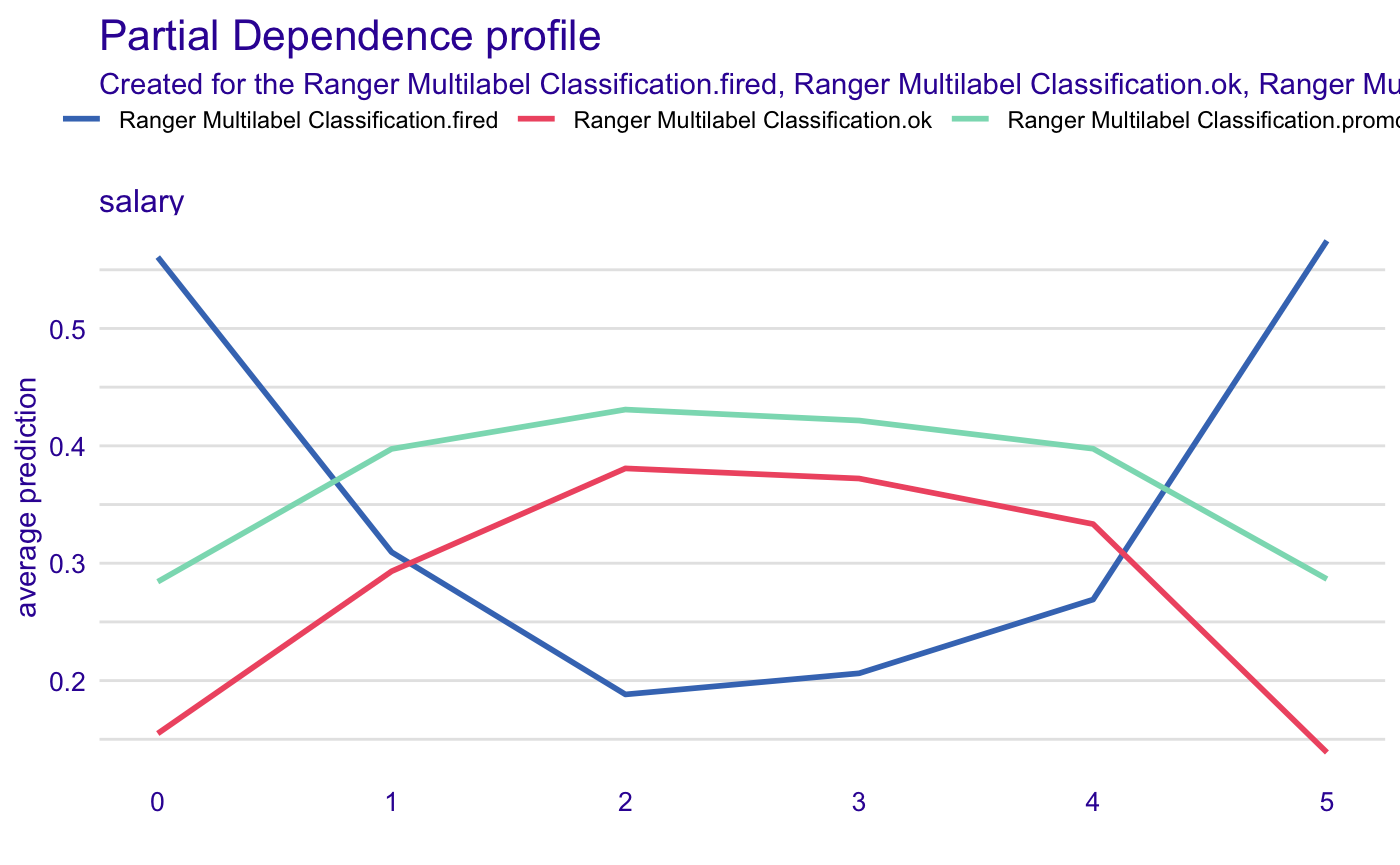 Partial Dependence profile
Created for the Ranger Multilabel Classification.fired, Ranger Multilabel Classification.ok, Ranger Mu
Ranger Multilabel Classification.fired Ranger Multilabel Classification.ok Ranger Multilabel Classification.promo
salary
0.5
0.4
0.3
0.2
average prediction
0 1 2 3 4 5